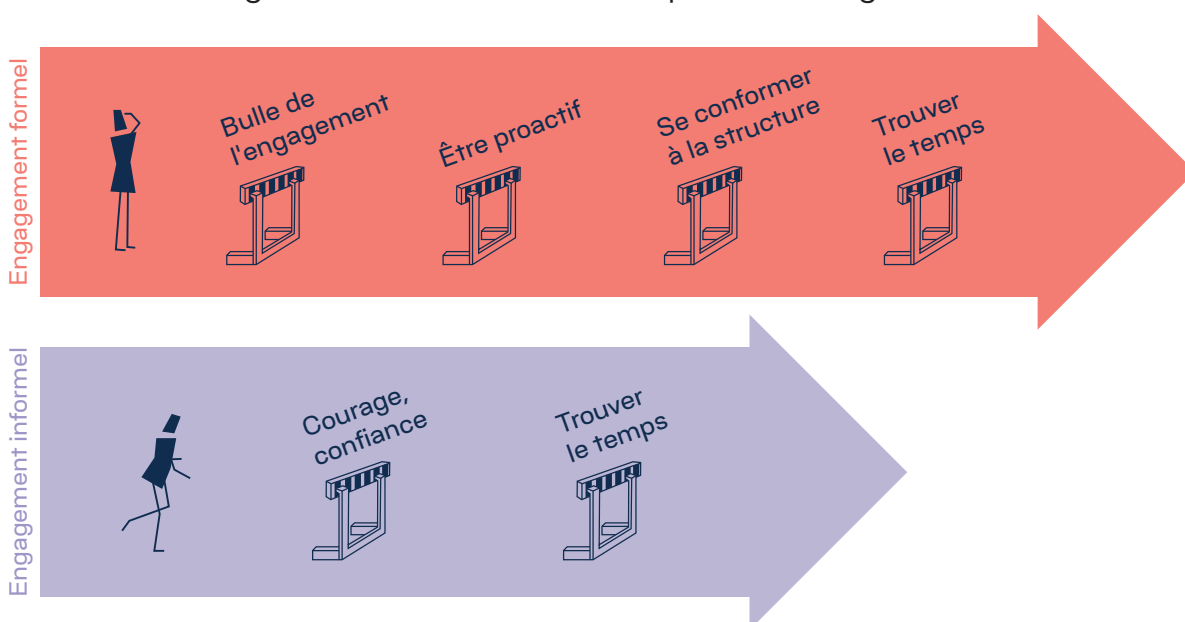 Engagement formel
Bulle de
l'engagement
Être proactif
Se conformer
à la structure
Trouver
le temps
Engagement informel
Courage,
confiance
Trouver
le temps